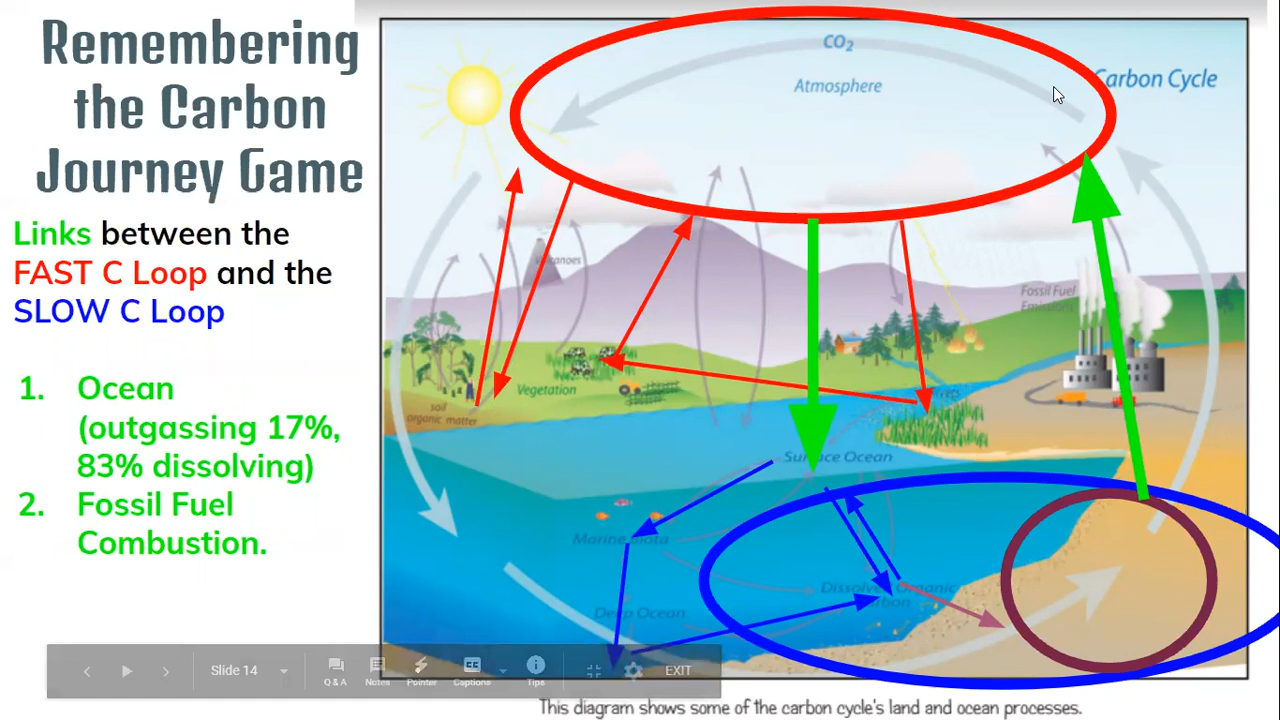 Remembering
the Carbon
Journey Game
Links between the
FAST C Loop and the
SLOW C Loop
1. Ocean
(outgassing 17%,
83% dissolving)
2. Fossil Fuel
Combustion.
CO2
Atmosphere
Carbon Cycle
Volcanoes
Fossil Fuel
Emissions
Vegetation
soil
organic matter
Surface Ocean
Marine Biota
Dissolved Organic
Carbon
Deep Ocean
Slide 14
Q & A
Notes
Pointer
Captions
Tips
EXIT
This diagram shows some of the carbon cycle's land and ocean processes.